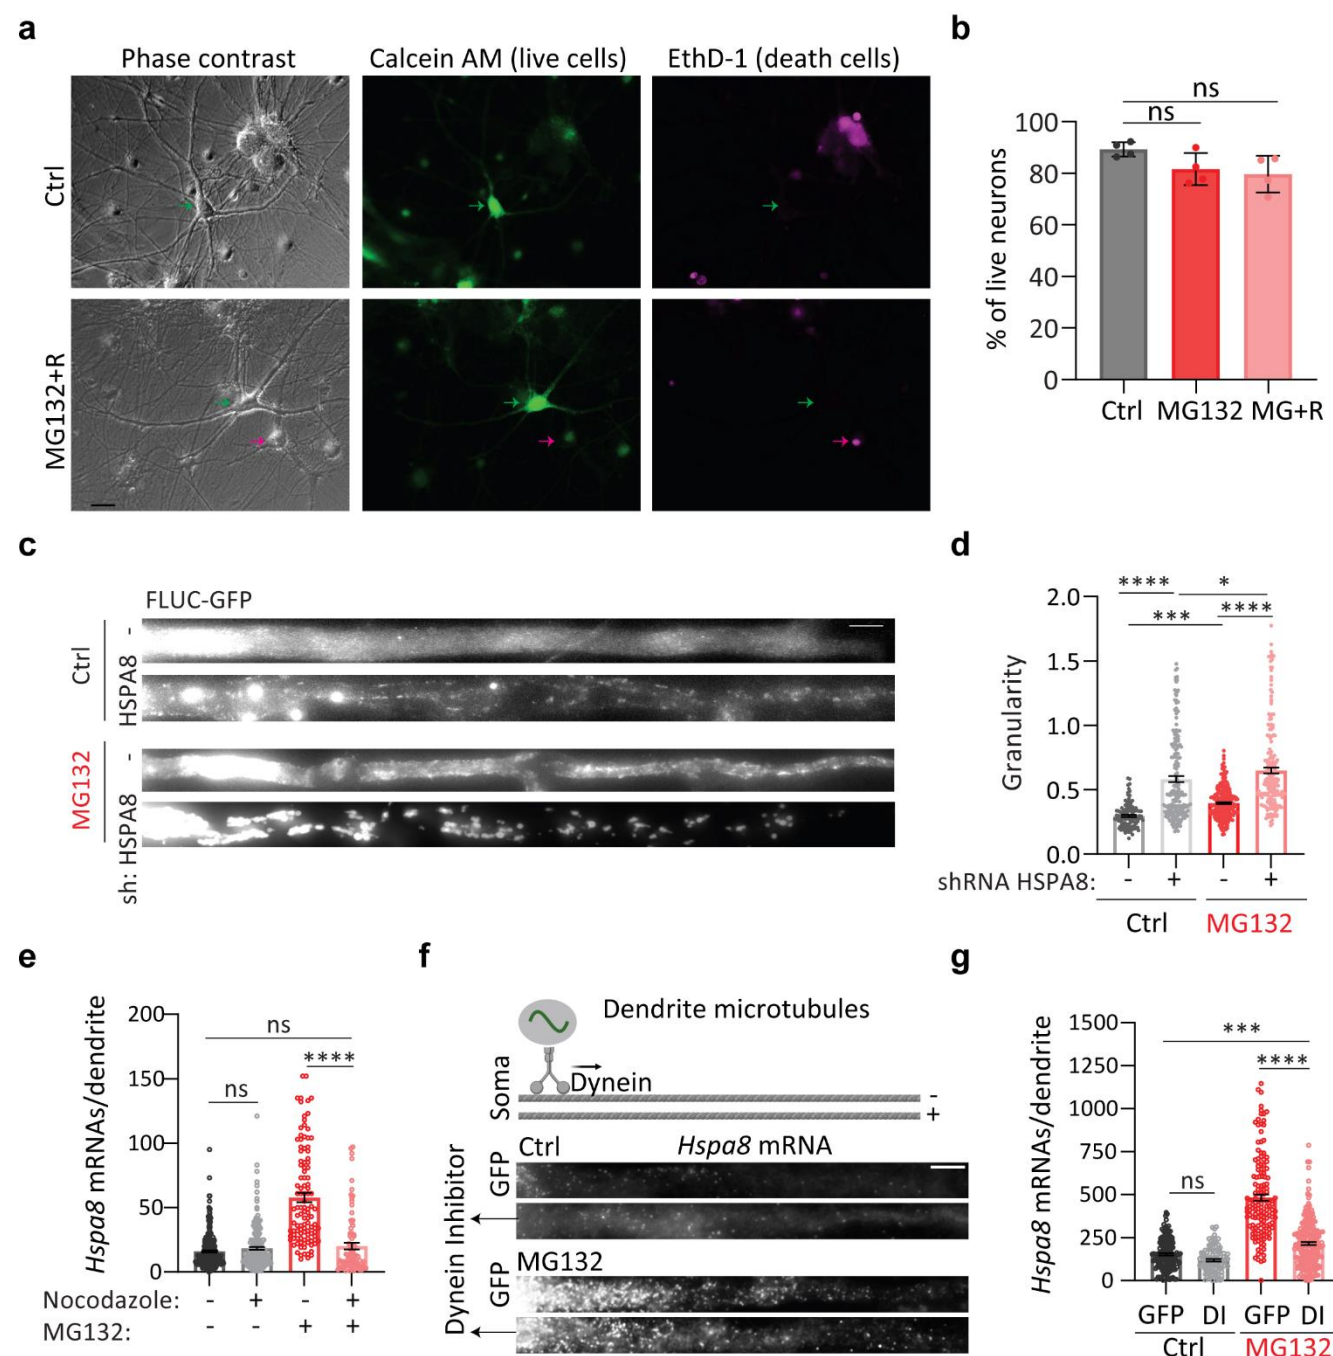 a
Phase contrast
Calcein AM (live cells)
EthD-1 (death cells)
Ctrl
MG132+R
b
% of live neurons
100
80
60
40
20
0
ns
ns
Ctrl MG132 MG+R
c
FLUC-GFP
Ctrl
-
HSPA8
MG132
-
sh: HSPA8
d
Granularity
2.0
1.5
1.0
0.5
0.0
**** *
*** ****
shRNA HSPA8: - + - +
Ctrl MG132
e
Hspa8 mRNAs/dendrite
200
150
100
50
0
ns
****
ns
Nocodazole: - + - +
MG132: - - + +
f
Dendrite microtubules
Soma
Dynein
-
+
Ctrl
Hspa8 mRNA
GFP
Dynein Inhibitor
MG132
GFP
g
Hspa8 mRNAs/dendrite
1500
1250
1000
750
500
250
0
***
****
ns
GFP DI GFP DI
Ctrl MG132